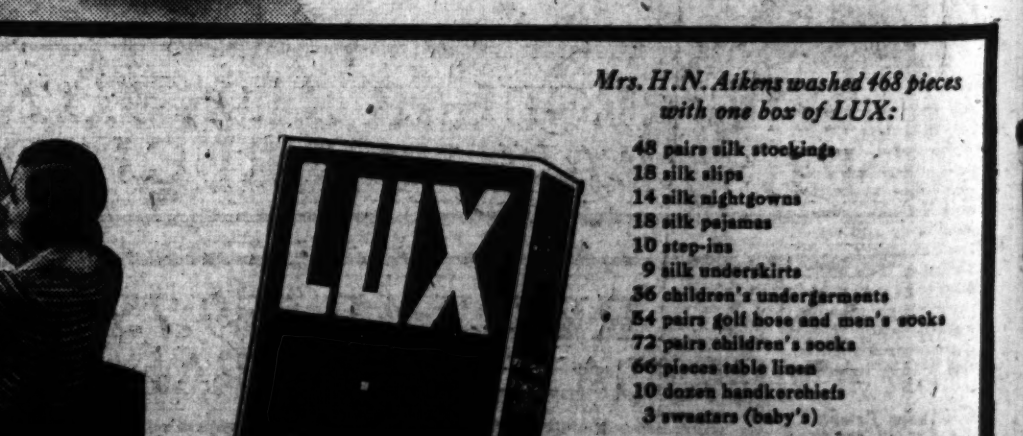 Mrs. H. N. Aikens washed 468 pieces
with one box of LUX:
LUX
48 pairs silk stockings
18 silk slips
14 silk nightgowns
18 silk pajamas
10 step-ins
9 silk underskirts
36 children's undergarments
54 pairs golf hose and men's socks
72 pairs children's socks
66 pieces table linen
10 dozen handkerchiefs
3 sweaters (baby's)